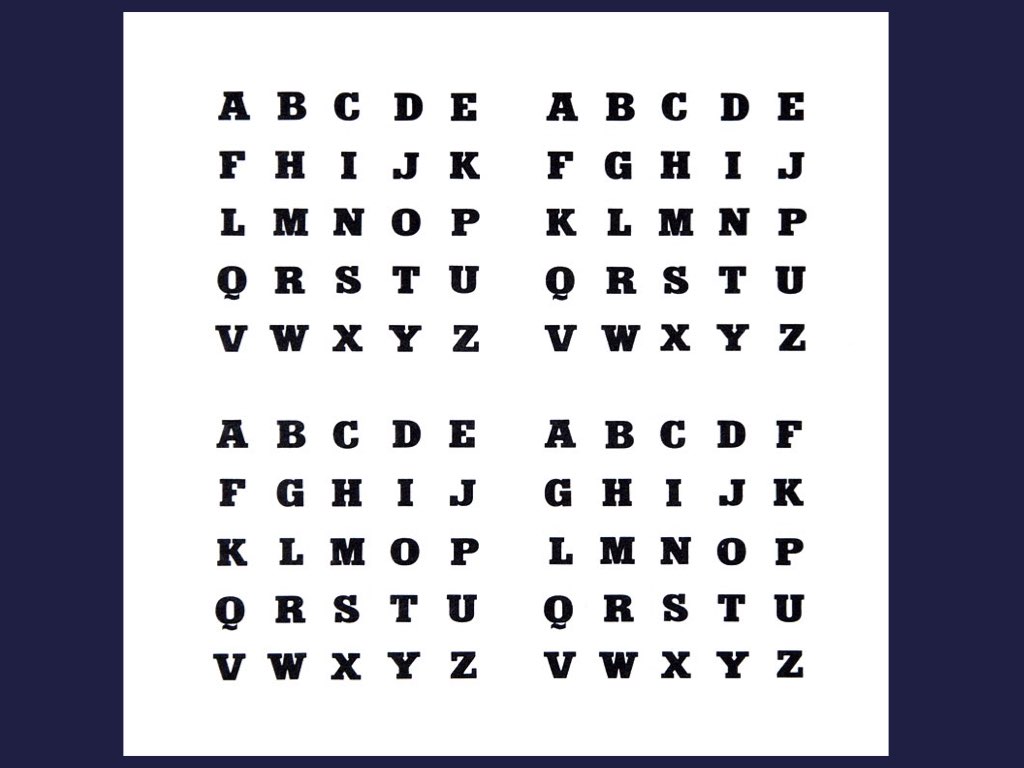 A B C D E
F H I J K
L M N O P
Q R S T U
V W X Y Z
A B C D E
F G H I J
K L M N P
Q R S T U
V W X Y Z
A B C D E
F G H I J
K L M O P
Q R S T U
V W X Y Z
A B C D F
G H I J K
L M N O P
Q R S T U
V W X Y Z